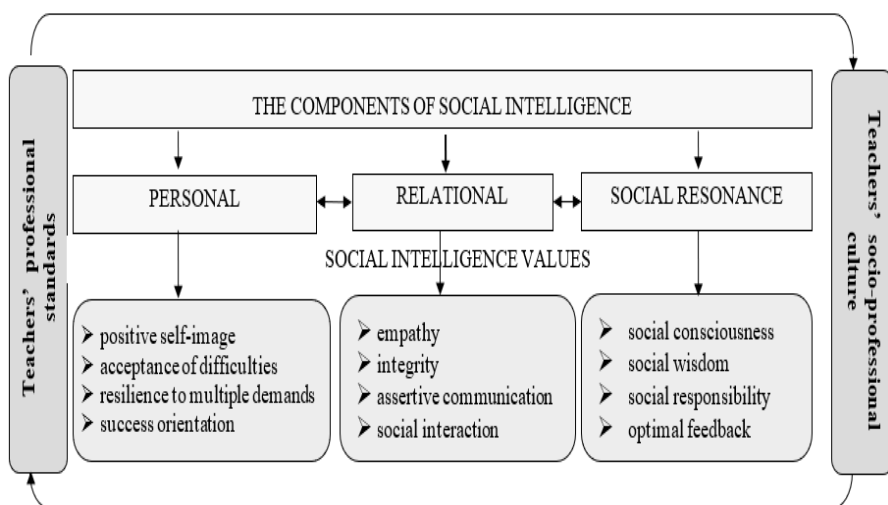 Teachers' professional
standards
THE COMPONENTS OF SOCIAL INTELLIGENCE
PERSONAL
RELATIONAL
SOCIAL RESONANCE
SOCIAL INTELLIGENCE VALUES
➢ positive self-image
➢ acceptance of difficulties
➢ resilience to multiple demands
➢ success orientation
➢ empathy
➢ integrity
➢ assertive communication
➢ social interaction
➢ social consciousness
➢ social wisdom
➢ social responsibility
➢ optimal feedback
Teachers' socio-professional
culture